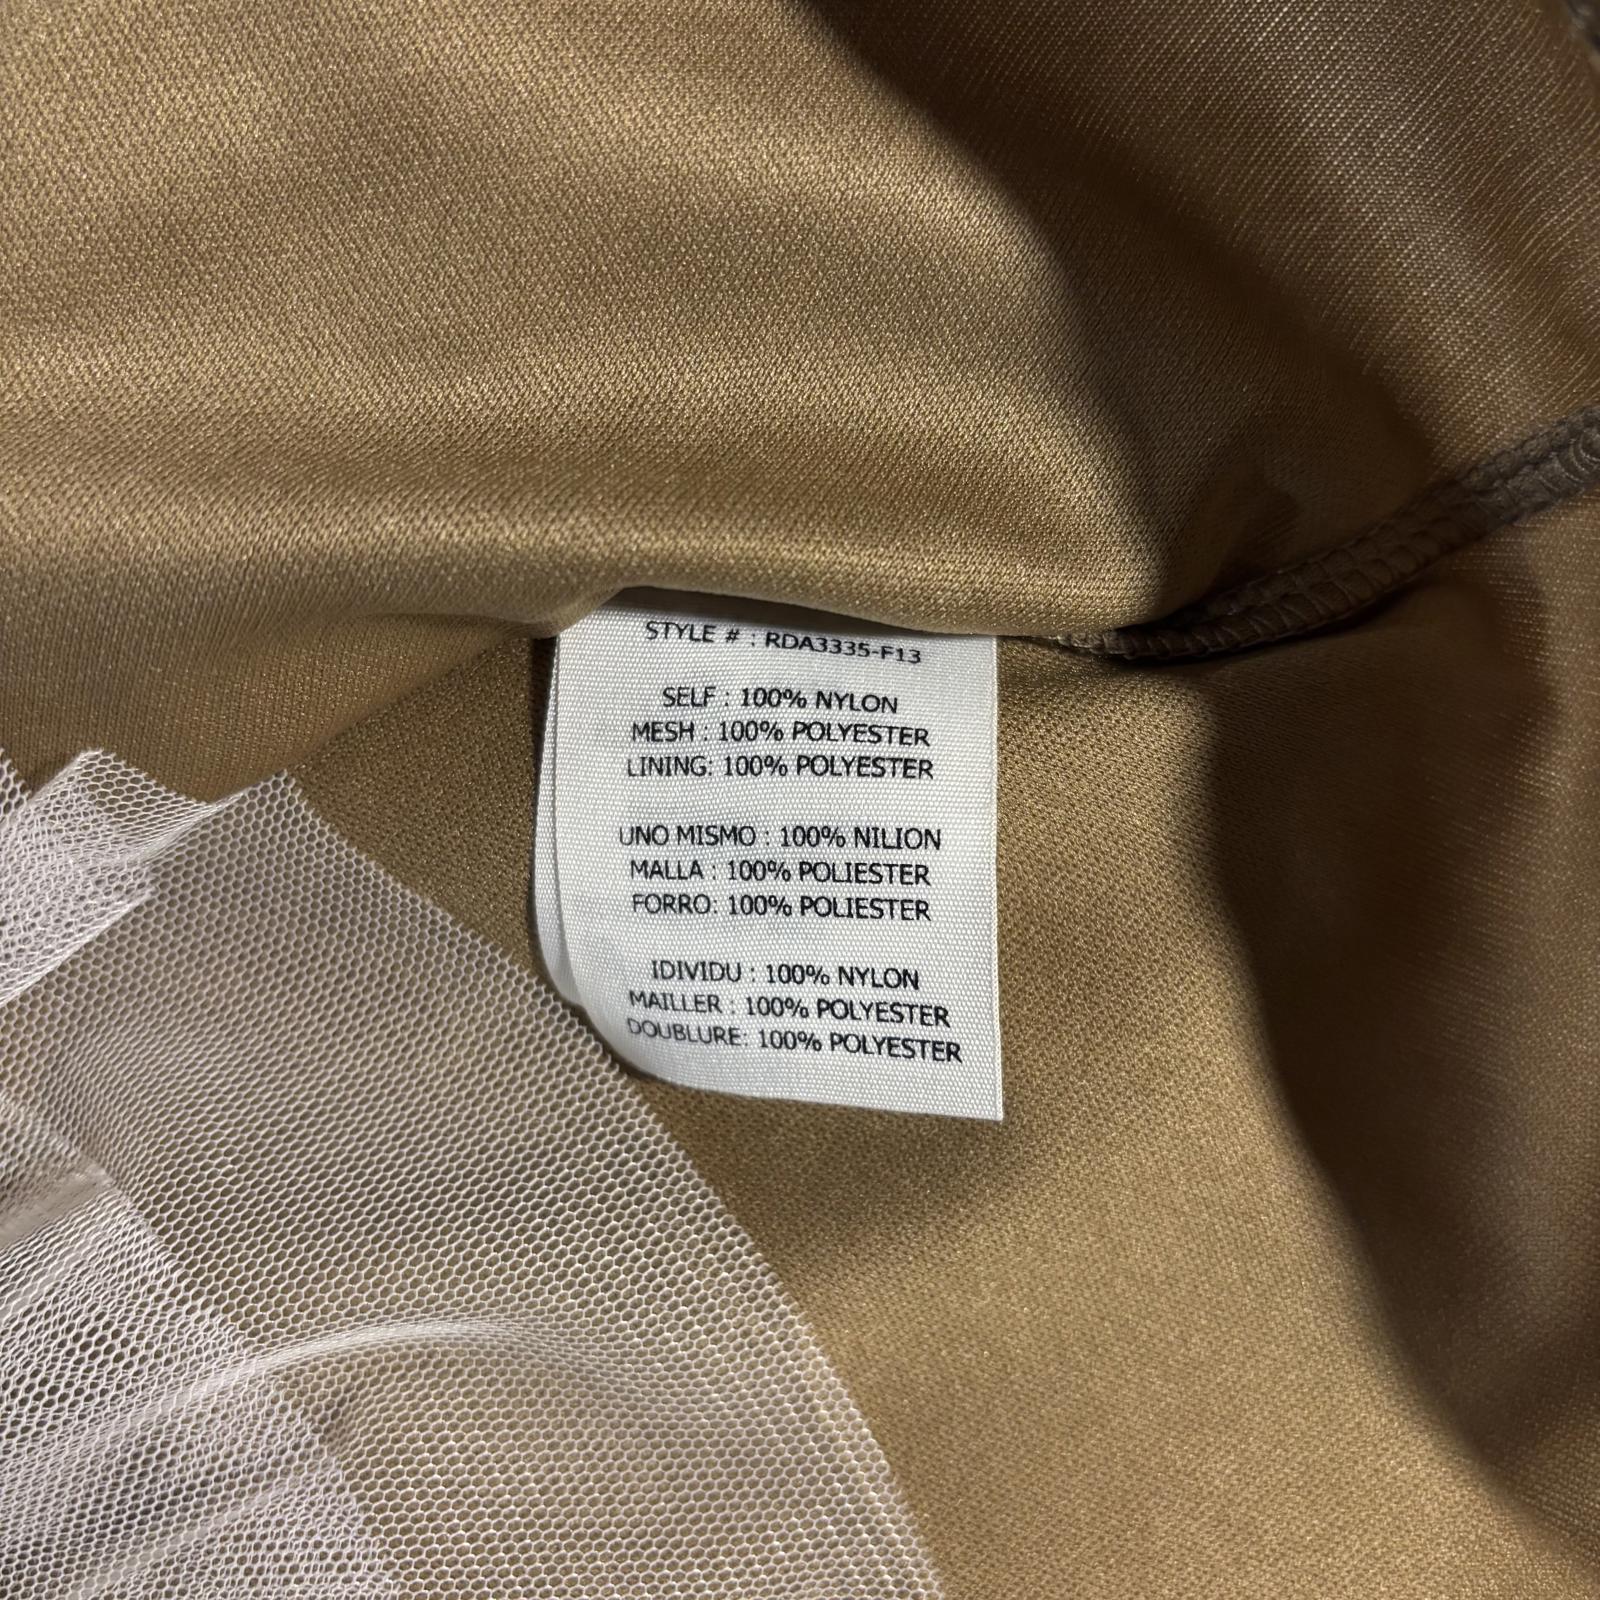 STYLE # : RDA3335-F13
SELF : 100% NYLON
MESH : 100% POLYESTER
LINING: 100% POLYESTER
UNO MISMO : 100% NILION
MALLA : 100% POLIESTER
FORRO: 100% POLIESTER
IDIVIDU : 100% NYLON
MAILLER : 100% POLYESTER
DOUBLURE: 100% POLYESTER